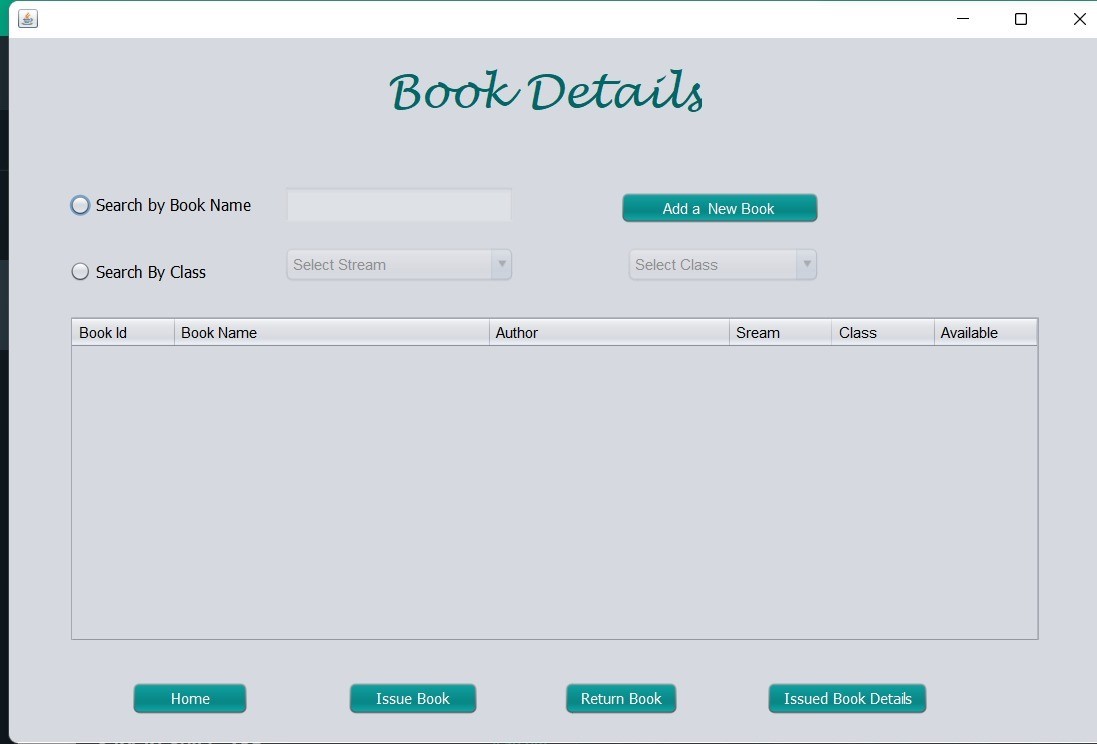 Book Details
Search by Book Name
Add a  New Book
Search By Class
Select Stream
Select Class
Book Id Book Name Author Sream Class Available
Home Issue Book Return Book Issued Book Details